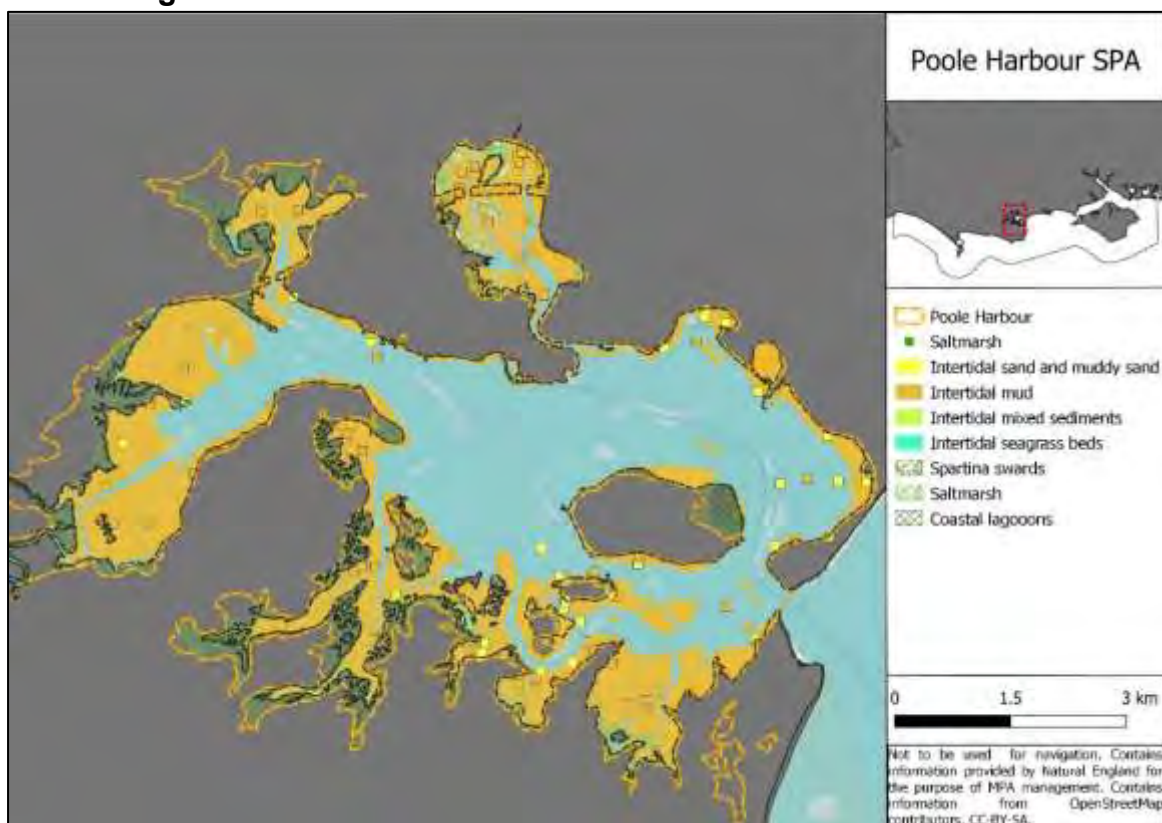 Poole Harbour SPA
Poole Harbour
Saltmarsh
Intertidal sand and muddy sand
Intertidal mud
Intertidal mixed sediments
Intertidal seagrass beds
Spartina swards
Saltmarsh
Coastal lagooons
0 1.5 3 km
Not to be used for navigation. Contains
information provided by Natural England for
the purpose of MPA management. Contains
information from OpenStreetMap
contributors, CC-BY-SA.